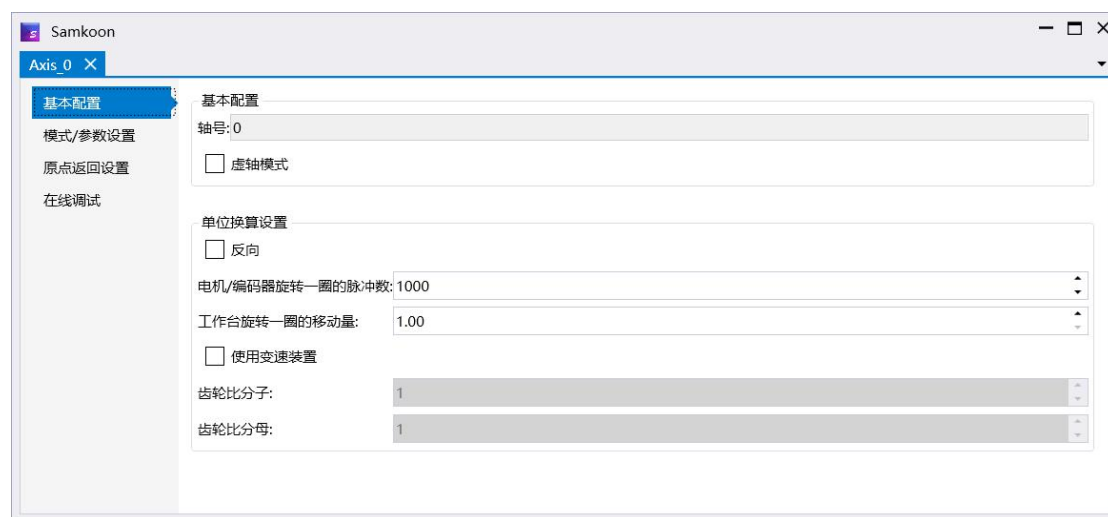 S Samkoon
Axis_0
基本配置
模式/参数设置
原点返回设置
在线调试
基本配置
轴号:0
虚轴模式
单位换算设置
反向
电机/编码器旋转一圈的脉冲数:1000
工作台旋转一圈的移动量: 1.00
使用变速装置
齿轮比分子: 1
齿轮比分母: 1